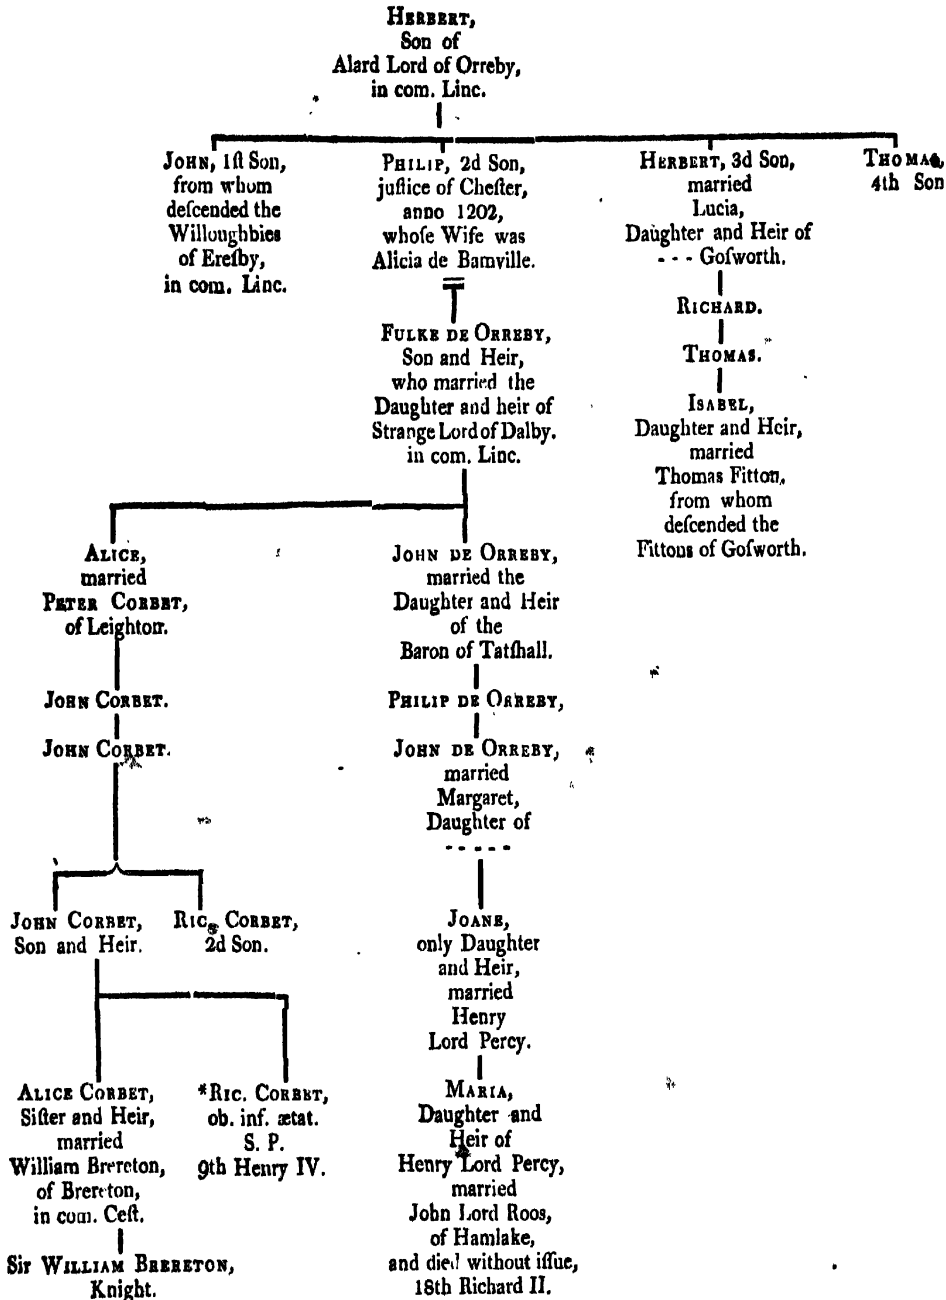 HERBERT,
Son of
Alard Lord of Orreby,
in com. Linc.
JOHN, 1ſt Son,
from whom
deſcended the
Willoughbies
of Ereſby,
in com. Linc.
PHILIP, 2d Son,
juſtice of Cheſter,
anno 1202,
whoſe Wife was
Alicia de Bamville.
HERBERT, 3d Son,
married
Lucia,
Daughter and Heir of
- - - Goſworth.
THOMAS,
4th Son
RICHARD.
THOMAS.
ISABEL,
Daughter and Heir,
married
Thomas Fitton,
from whom
deſcended the
Fittons of Goſworth.
FULKE DE ORREBY,
Son and Heir,
who married the
Daughter and heir of
Strange Lord of Dalby.
in com. Linc.
ALICE,
married
PETER CORBET,
of Leighton.
JOHN CORBET.
JOHN CORBET.
JOHN CORBET,
Son and Heir.
RIC. CORBET,
2d Son.
ALICE CORBET,
Siſter and Heir,
married
William Brereton,
of Brereton,
in com. Ceſt.
Sir WILLIAM BRERETON,
Knight.
*RIC. CORBET,
ob. inf. ætat.
S. P.
9th Henry IV.
JOHN DE ORREBY,
married the
Daughter and Heir
of the
Baron of Tatſhall.
PHILIP DE ORREBY,
JOHN DE ORREBY,
married
Margaret,
Daughter of
- - - - -
JOANE,
only Daughter
and Heir,
married
Henry
Lord Percy.
MARIA,
Daughter and
Heir of
Henry Lord Percy,
married
John Lord Roos,
of Hamlake,
and died without iſſue,
18th Richard II.